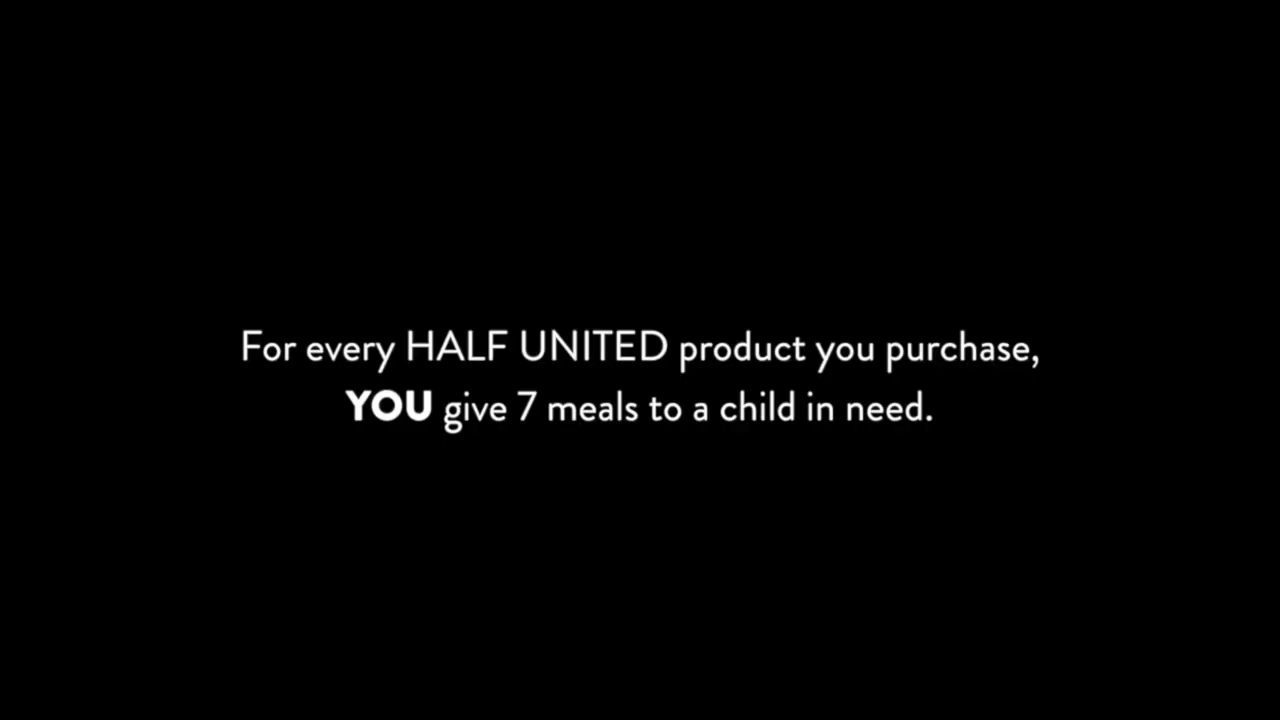 For every HALF UNITED product you purchase,
YOU give 7 meals to a child in need.